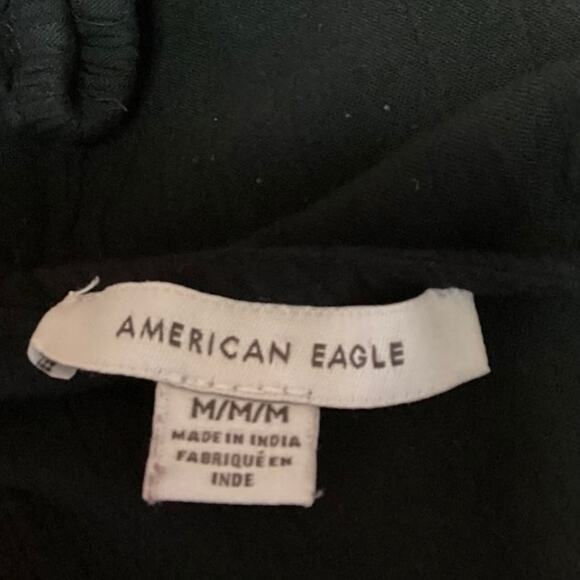 AMERICAN EAGLE
M/M/M
MADE IN INDIA
FABRIQUÉ EN
INDE